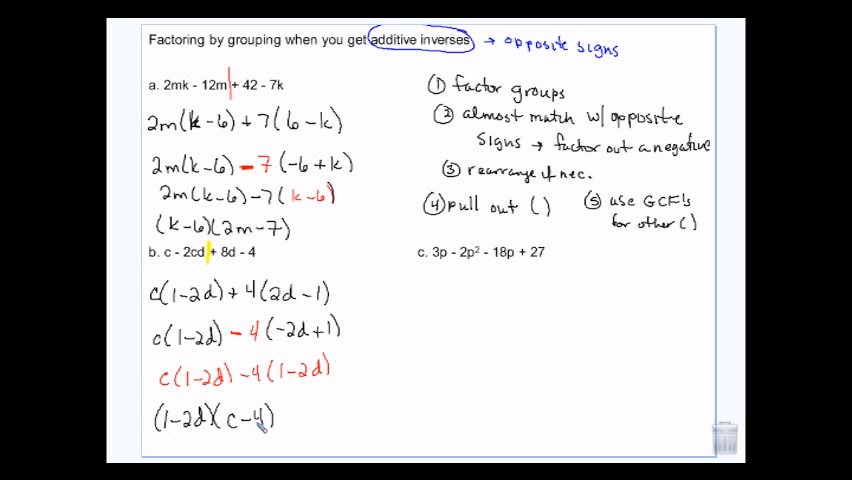 Factoring by grouping when you get additive inverses → opposite signs
a. 2mk - 12m + 42 - 7k
2m(k-6) + 7(6-k)
2m(k-6) - 7(-6+k)
2m(k-6) - 7(k-6)
(k-6)(2m-7)
① factor groups
② almost match w/ opposite
signs → factor out a negative
③ rearrange if nec.
④ pull out ( )
⑤ use GCF's
for other ( )
b. c - 2cd + 8d - 4
c(1-2d) + 4(2d-1)
c(1-2d) - 4(-2d+1)
c(1-2d) - 4(1-2d)
(1-2d)(c-4)
c. 3p - 2p² - 18p + 27